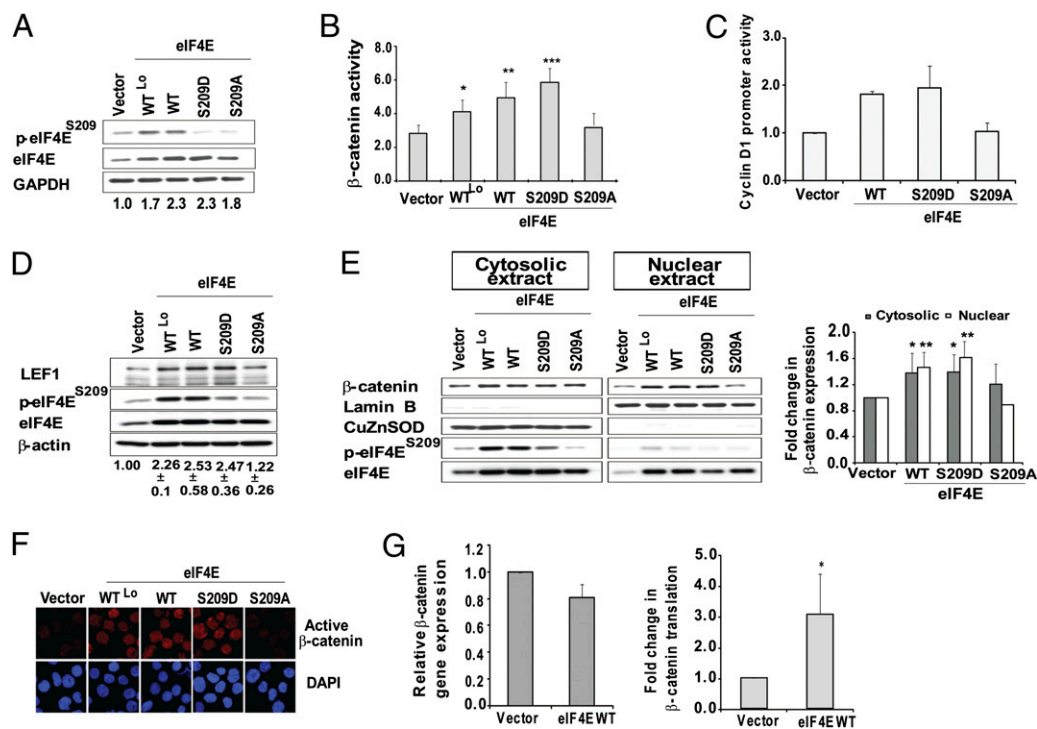 A
eIF4E
Vector
WT Lo
WT
S209D
S209A
p-eIF4E S209
eIF4E
GAPDH
1.0 1.7 2.3 2.3 1.8
B
β-catenin activity
8.0
6.0
4.0
2.0
0
* ** ***
Vector WT Lo WT S209D S209A
eIF4E
C
Cyclin D1 promoter activity
3.0
2.0
1.0
0.0
Vector WT S209D S209A
eIF4E
D
eIF4E
Vector
WT Lo
WT
S209D
S209A
LEF1
p-eIF4E S209
eIF4E
β-actin
1.00 2.26 2.53 2.47 1.22
± ± ± ±
0.1 0.58 0.36 0.26
E
Cytosolic extract
Nuclear extract
eIF4E eIF4E
Vector
WT Lo
WT
S209D
S209A
Vector
WT Lo
WT
S209D
S209A
β-catenin
Lamin B
CuZnSOD
p-eIF4E S209
eIF4E
Cytosolic Nuclear
Fold change in
β-catenin expression
2.0
1.6
1.2
0.8
0.4
0.0
* ** * **
Vector WT S209D S209A
eIF4E
F
eIF4E
Vector WT Lo WT S209D S209A
Active
β-catenin
DAPI
G
Relative β-catenin
gene expression
1.2
1.0
0.8
0.6
0.4
0.2
0.0
Vector eIF4E WT
Fold change in
β-catenin translation
5.0
4.0
3.0
2.0
1.0
0.0
*
Vector eIF4E WT